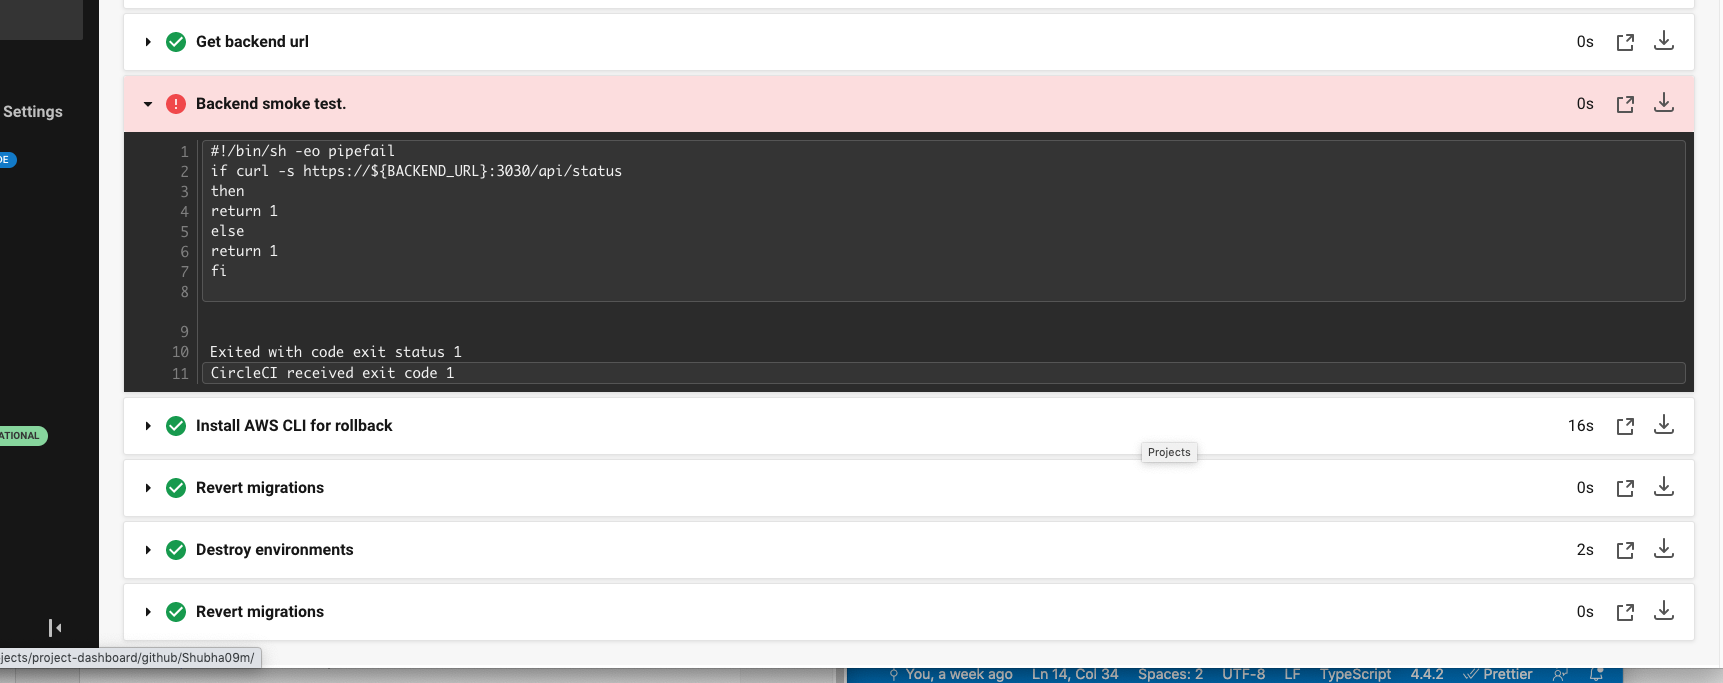 Get backend url
0s
Settings
DE
Backend smoke test.
0s
1 #!/bin/sh -eo pipefail
2 if curl -s https://${BACKEND_URL}:3030/api/status
3 then
4 return 1
5 else
6 return 1
7 fi
8
9
10 Exited with code exit status 1
11 CircleCI received exit code 1
ATIONAL
Install AWS CLI for rollback
16s
Projects
Revert migrations
0s
Destroy environments
2s
Revert migrations
0s
jects/project-dashboard/github/Shubha09m/
You, a week ago Ln 14, Col 34 Spaces: 2 UTF-8 LF TypeScript 4.4.2 Prettier